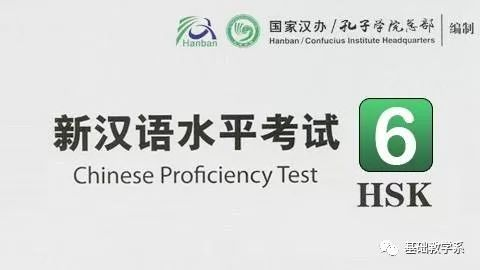 Hanban
国家汉办/孔子学院总部
Hanban / Confucius Institute Headquarters
编制
新汉语水平考试
Chinese Proficiency Test
6
HSK
基础教学系